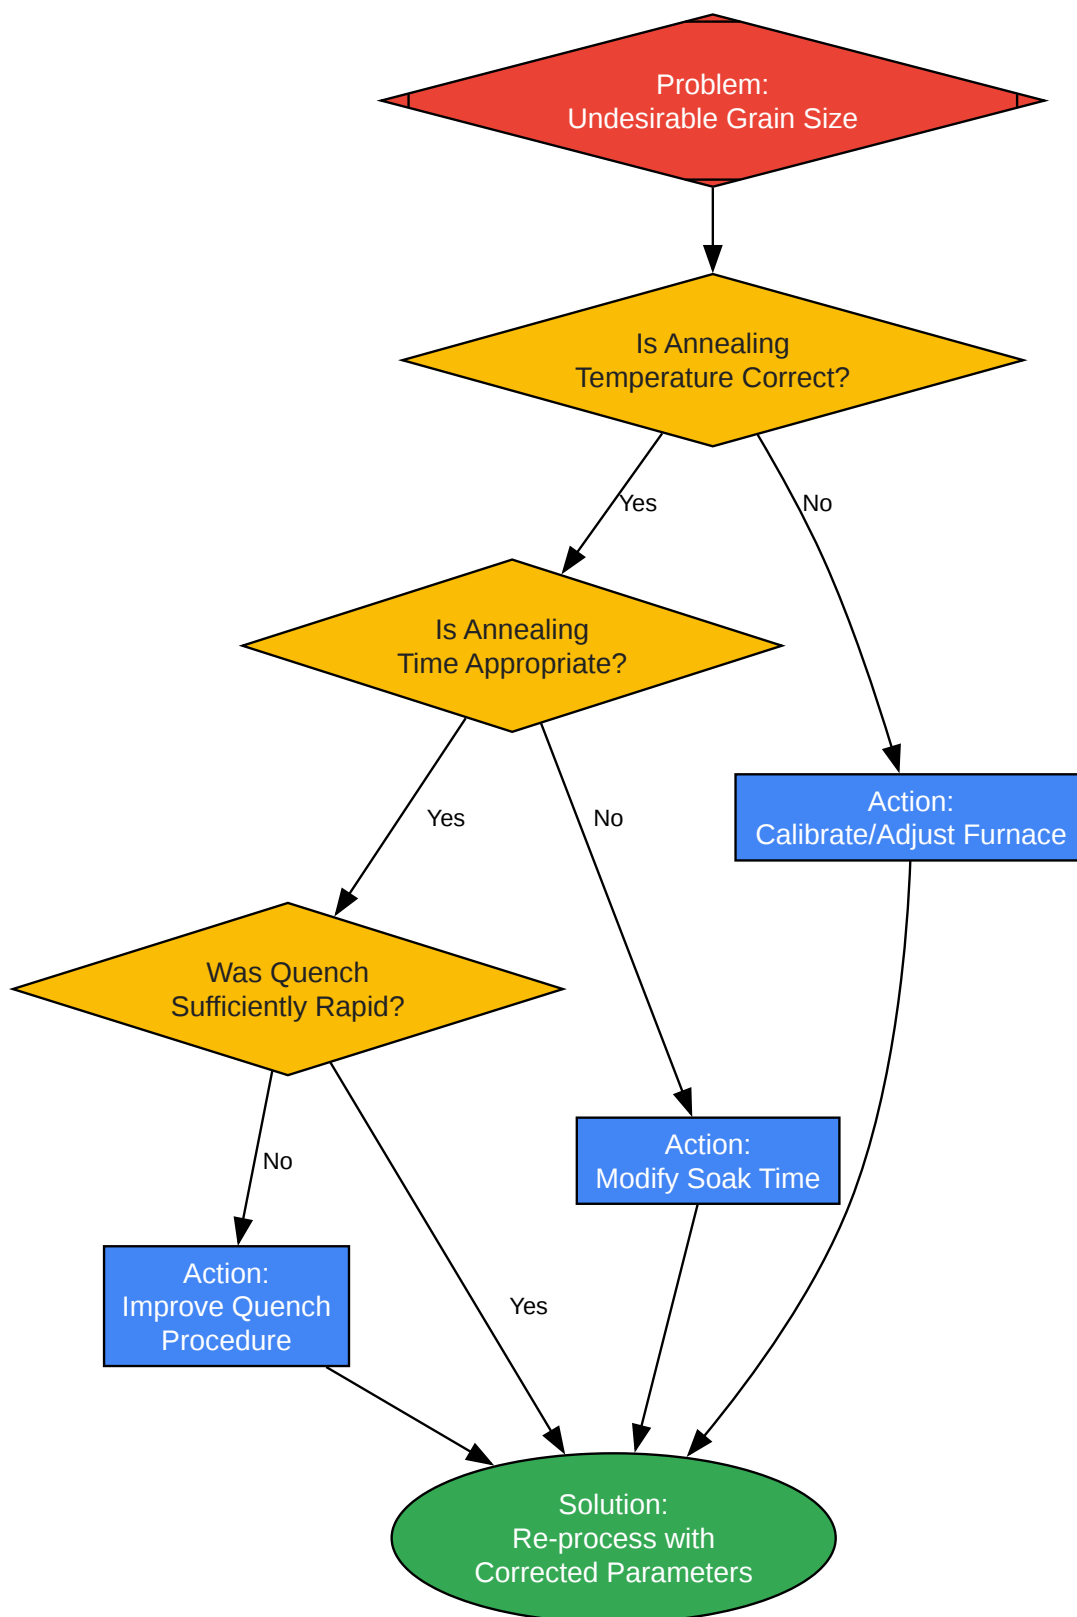 Problem:
Undesirable Grain Size
Is Annealing
Temperature Correct?
Yes
No
Is Annealing
Time Appropriate?
Action:
Calibrate/Adjust Furnace
Yes
No
Was Quench
Sufficiently Rapid?
Action:
Modify Soak Time
No
Action:
Improve Quench
Procedure
Yes
Solution:
Re-process with
Corrected Parameters